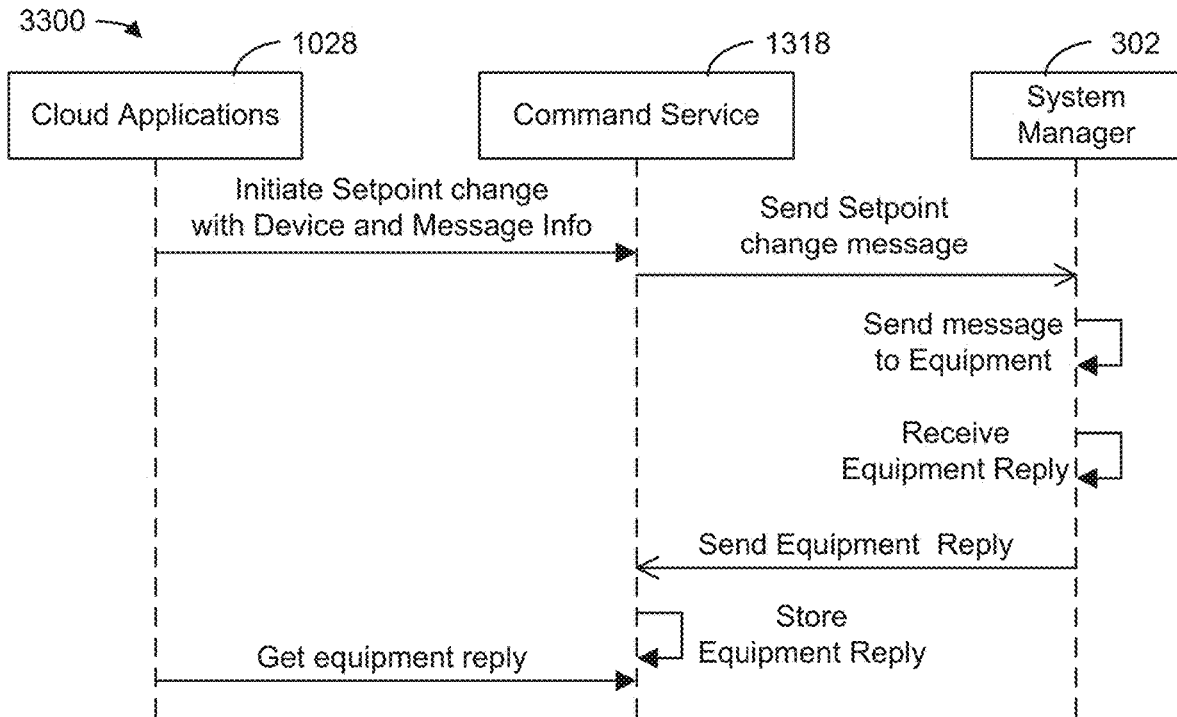 3300
1028
1318
302
Cloud Applications
Command Service
System
Manager
Initiate Setpoint change
with Device and Message Info
Send Setpoint
change message
Send message
to Equipment
Receive
Equipment Reply
Send Equipment Reply
Store
Equipment Reply
Get equipment reply